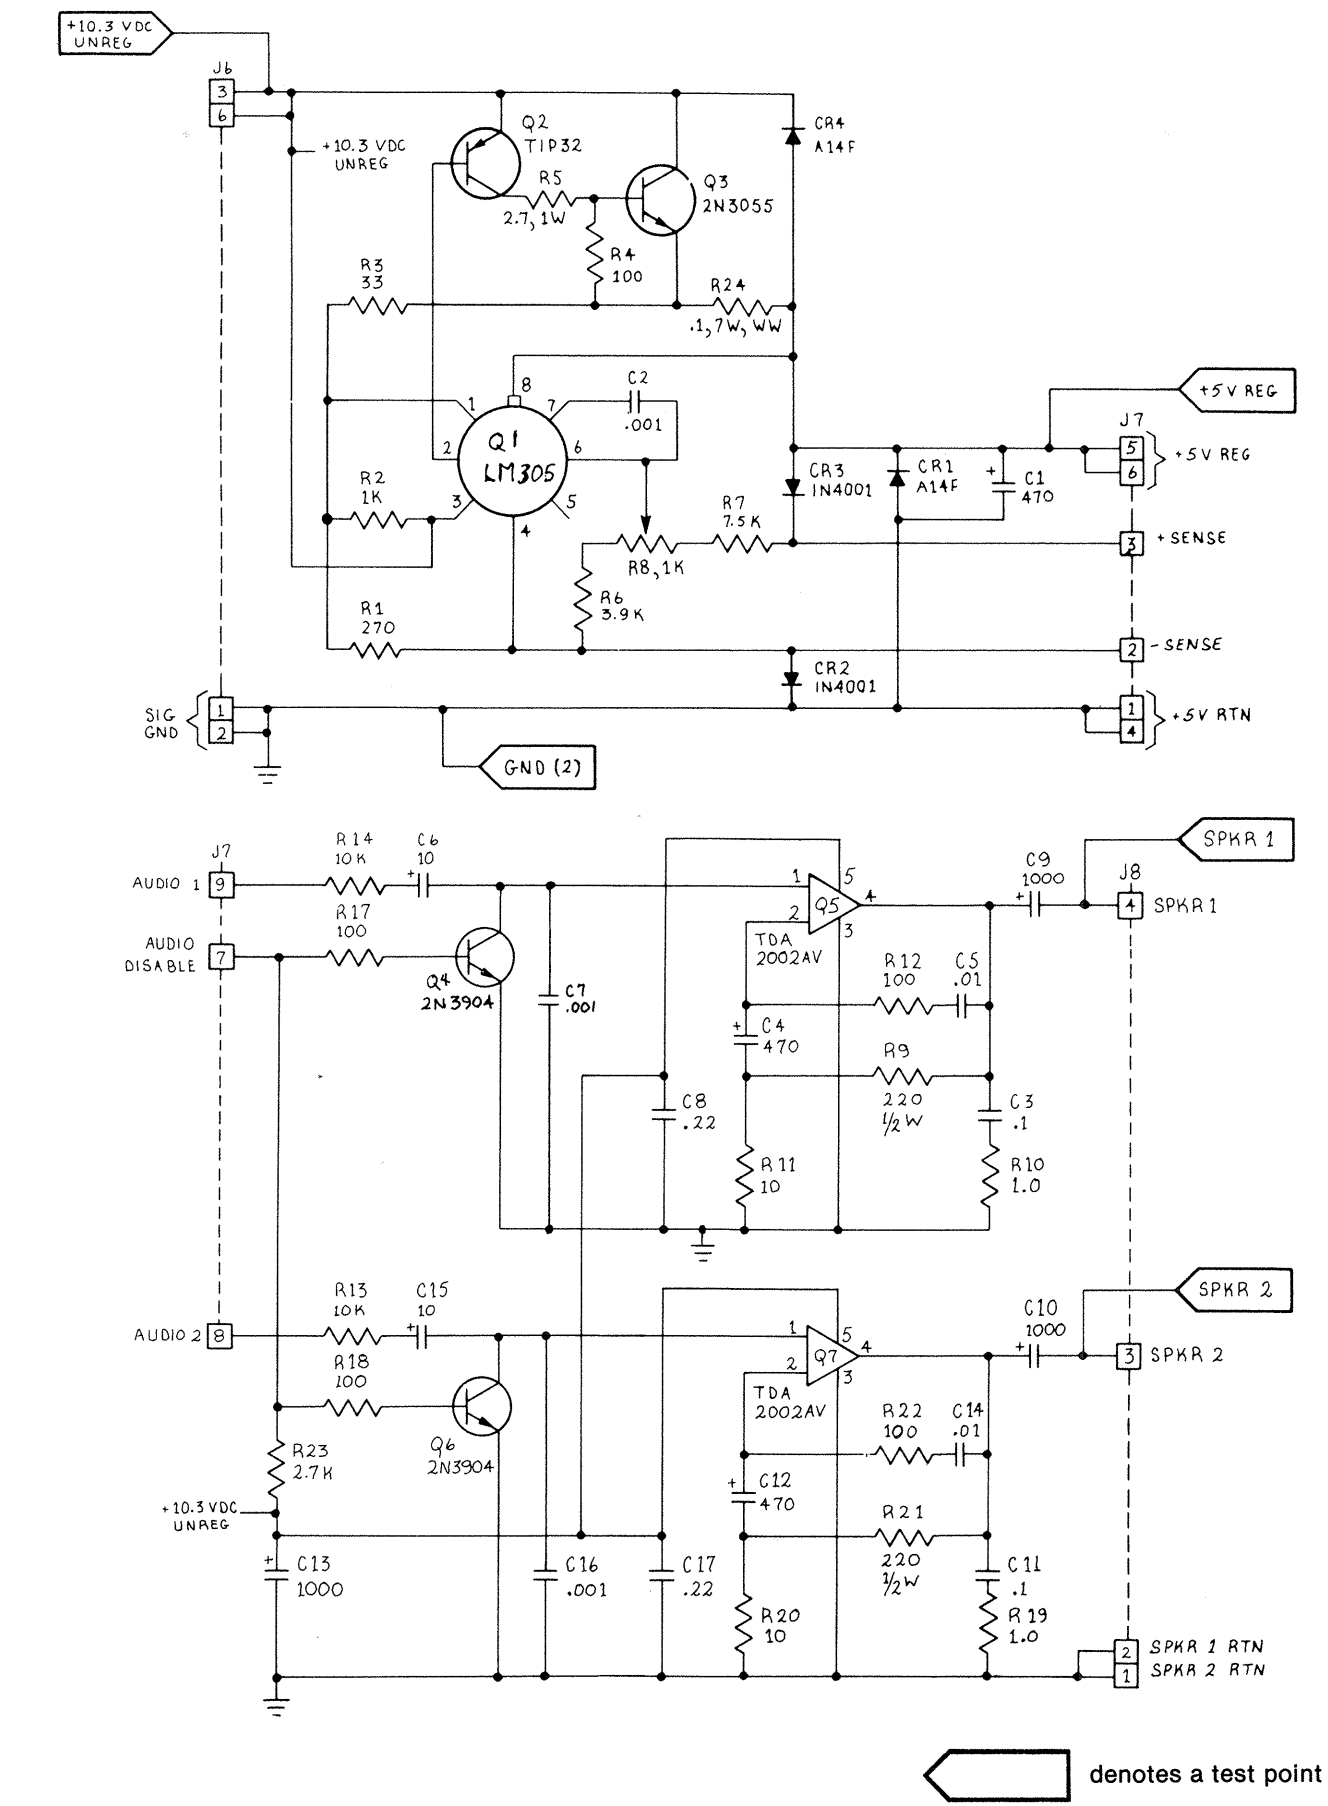 +10.3 VDC
UNREG
J6
3
6
+10.3 VDC
UNREG
Q2
TIP32
R5
2.7, 1W
Q3
2N3055
CR4
A14F
R4
100
R3
33
R24
.1, 7W, WW
8
1
7
C2
.001
2
Q1
LM305
6
R2
1K
3
5
4
R7
7.5K
R8, 1K
R6
3.9K
R1
270
CR3
IN4001
CR1
A14F
+
C1
470
+5V REG
J7
5
6
+5V REG
3
+ SENSE
2
- SENSE
CR2
IN4001
SIG
GND
1
2
1
4
+5V RTN
GND (2)
J7
AUDIO 1
9
R14
10K
C6
10
+
R17
100
AUDIO
DISABLE
7
Q4
2N3904
C7
.001
1
2
5
Q5
4
3
TDA
2002AV
C9
1000
+
SPKR 1
J8
4
SPKR1
R12
100
C5
.01
+
C4
470
R9
220
1/2W
C8
.22
C3
.1
R11
10
R10
1.0
AUDIO 2
8
R13
10K
C15
10
+
R18
100
Q6
2N3904
1
2
5
Q7
4
3
TDA
2002AV
C10
1000
+
SPKR 2
3
SPKR 2
R23
2.7K
+10.3 VDC
UNREG
+
C13
1000
C16
.001
C17
.22
R22
100
C14
.01
+
C12
470
R21
220
1/2W
C11
.1
R20
10
R19
1.0
2
SPKR 1 RTN
1
SPKR 2 RTN
denotes a test point